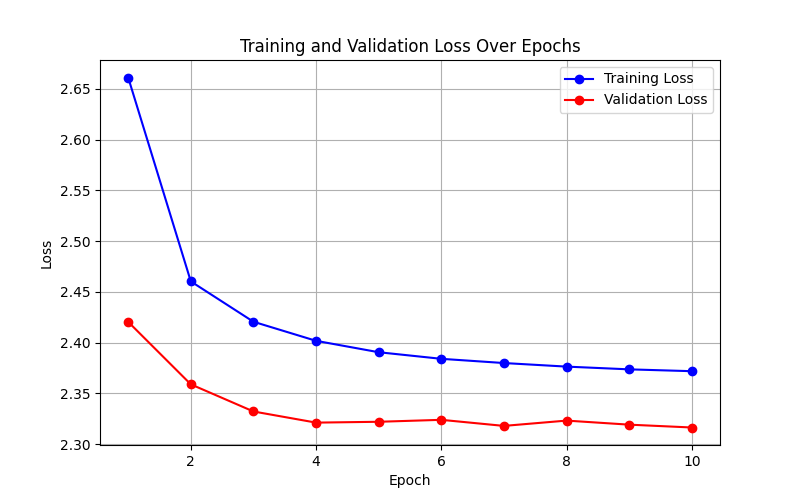 Training and Validation Loss Over Epochs
Training Loss
Validation Loss
2.65
2.60
2.55
2.50
2.45
2.40
2.35
2.30
Loss
2 4 6 8 10
Epoch